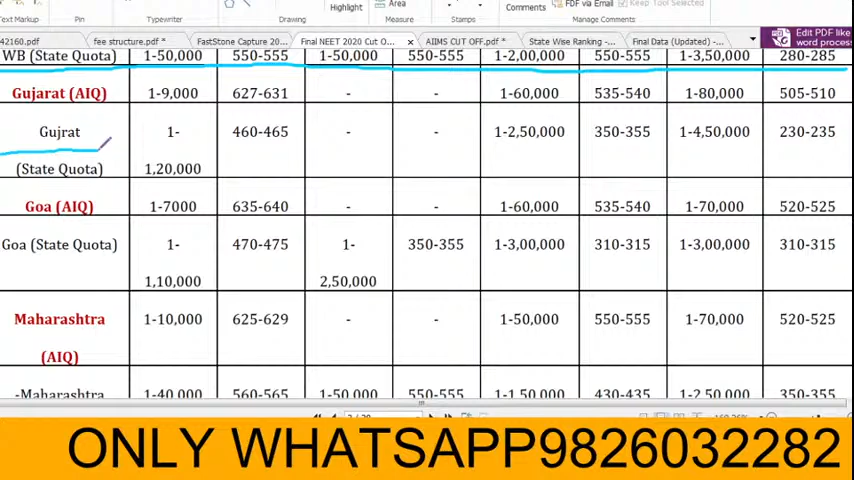 Text Markup
Pin
Typewriter
Highlight
Drawing
Area
Measure
Stamps
Comments
PDF via Email
Keep Tool Selected
Manage Comments
42160.pdf
fee structure.pdf *
FastStone Capture 20...
Final NEET 2020 Cut O...
AIIMS CUT OFF.pdf *
State Wise Ranking -...
Final Data (Updated) -...
Edit PDF like
word process
WB (State Quota) 1-50,000 550-555 1-50,000 550-555 1-2,00,000 550-555 1-3,50,000 280-285
Gujarat (AIQ) 1-9,000 627-631 - - 1-60,000 535-540 1-80,000 505-510
Gujrat 1- 460-465 - - 1-2,50,000 350-355 1-4,50,000 230-235
(State Quota) 1,20,000
Goa (AIQ) 1-7000 635-640 - - 1-60,000 535-540 1-70,000 520-525
Goa (State Quota) 1- 470-475 1- 350-355 1-3,00,000 310-315 1-3,00,000 310-315
1,10,000 2,50,000
Maharashtra 1-10,000 625-629 - - 1-50,000 550-555 1-70,000 520-525
(AIQ)
-Maharashtra 1-40,000 560-565 1-50,000 550-555 1-1,50,000 430-435 1-2,50,000 350-355
ONLY WHATSAPP9826032282